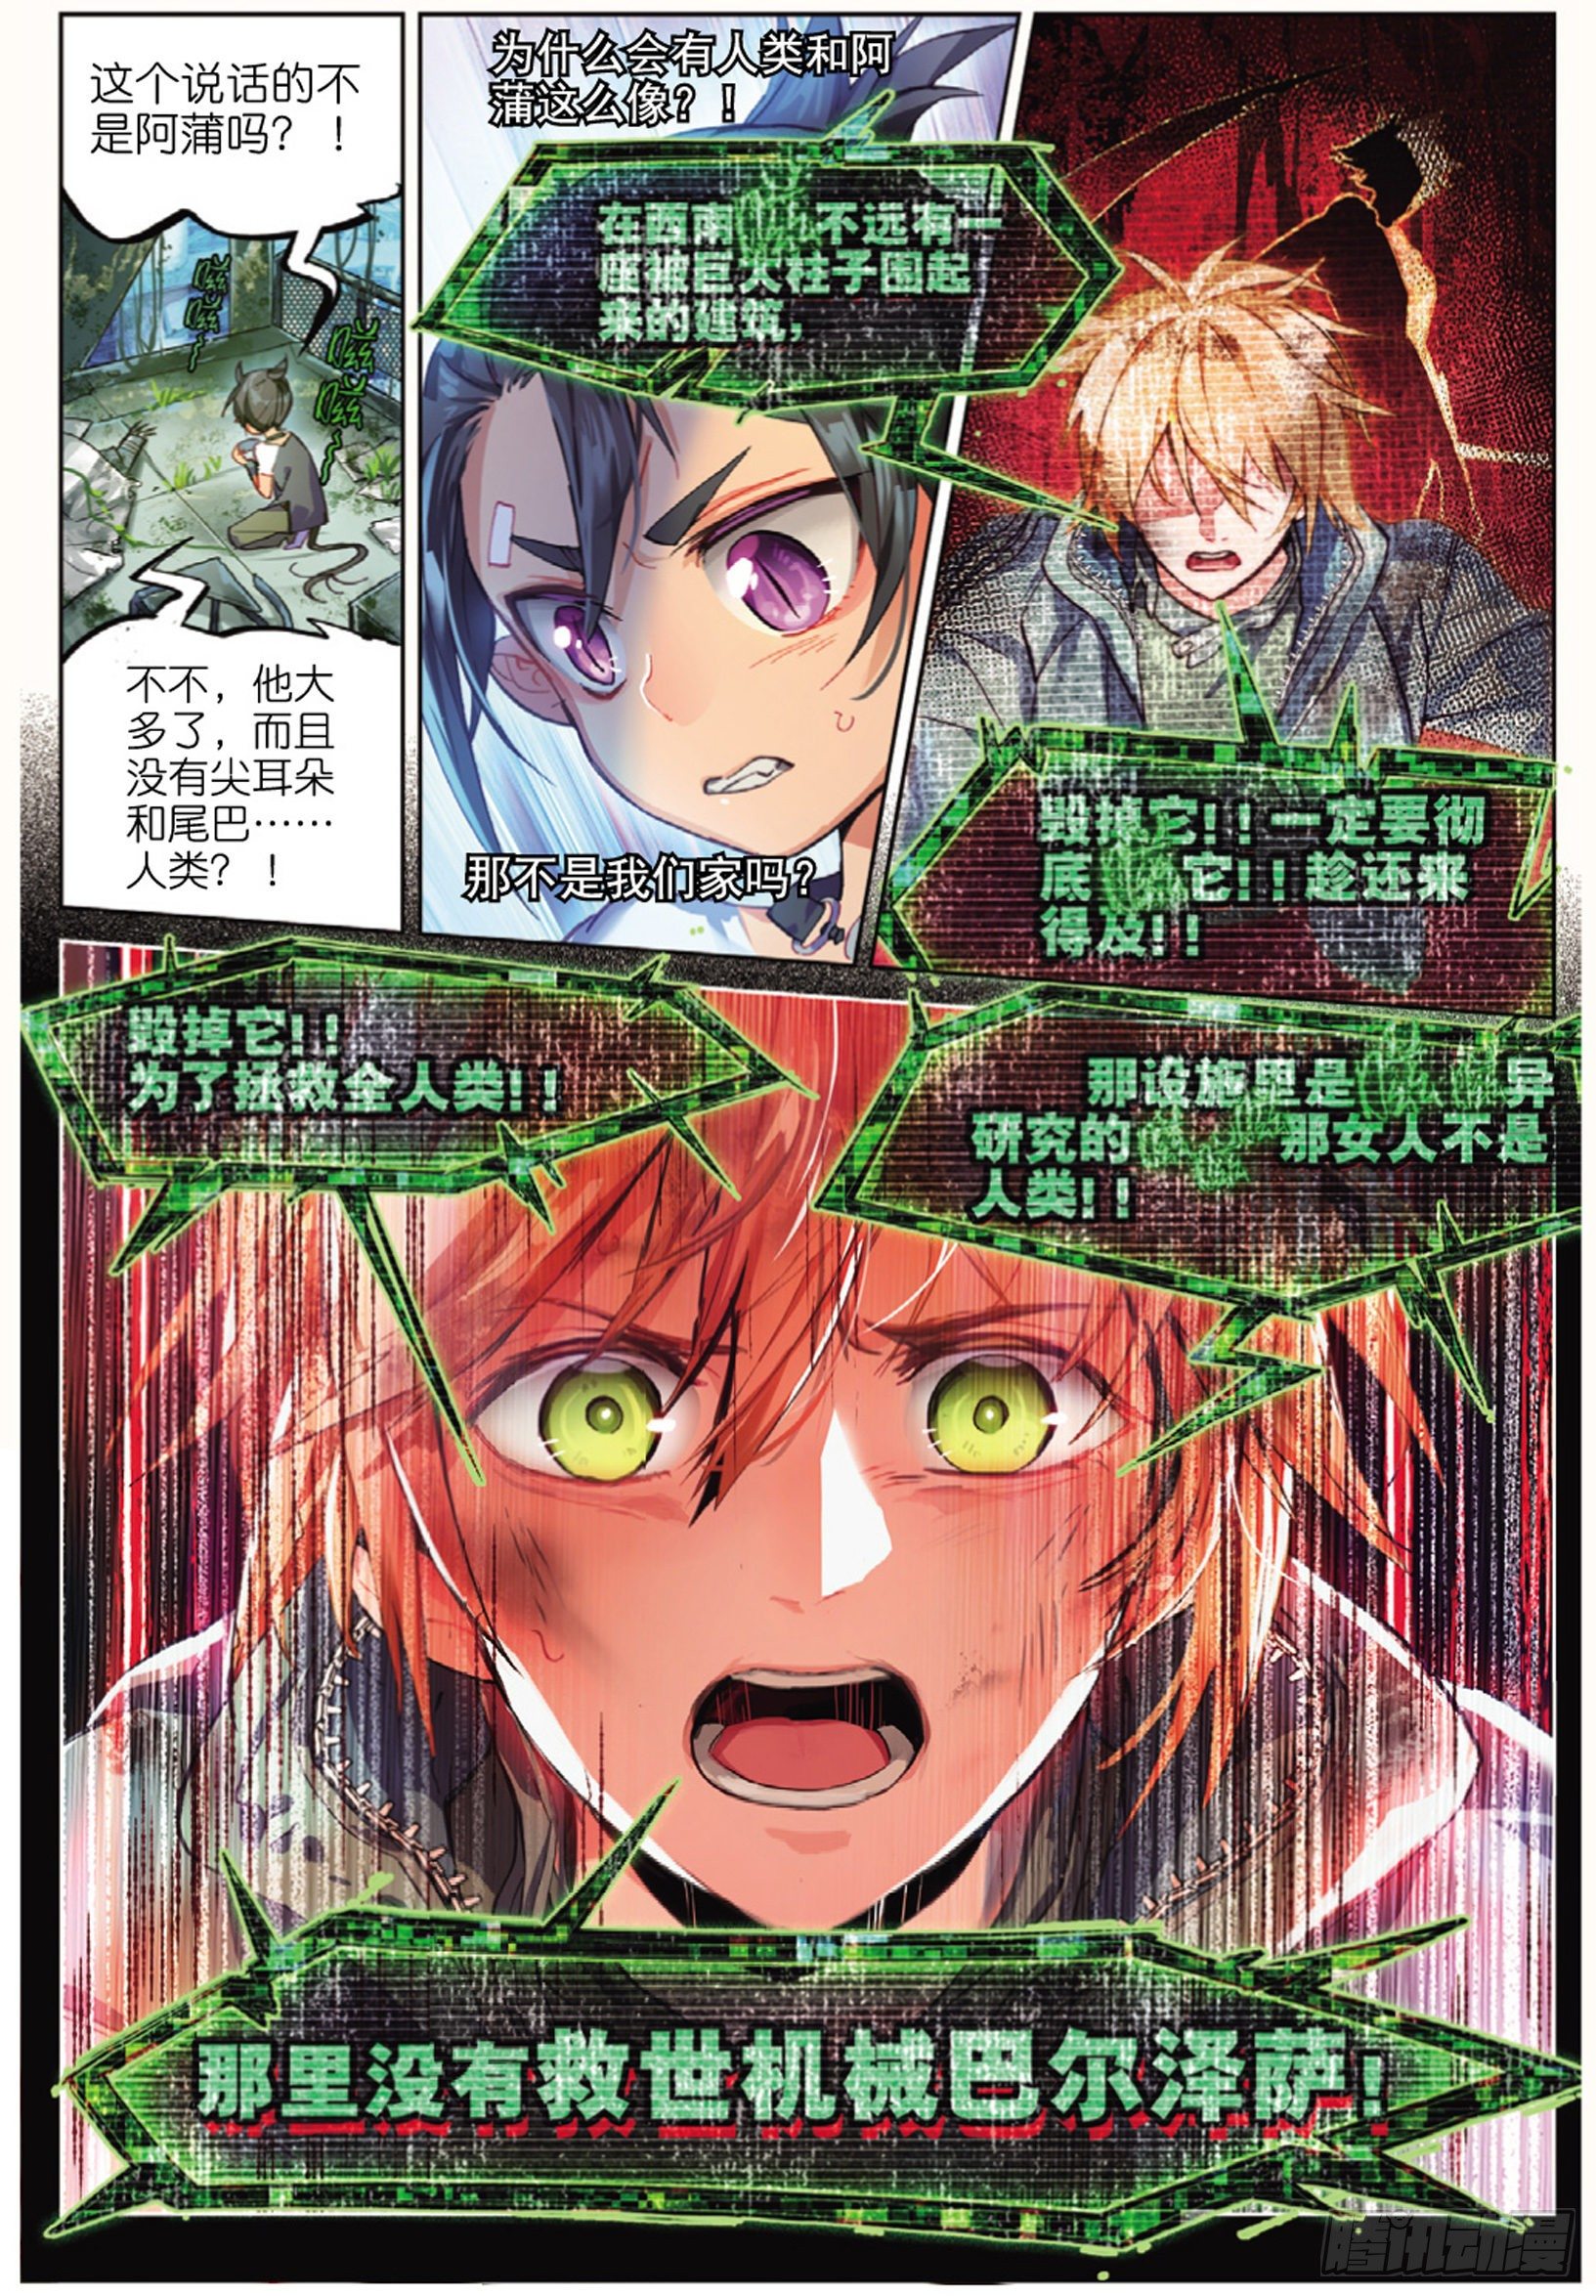 这个说话的不
是阿蒲吗？！
不不，他大
多了，而且
没有尖耳朵
和尾巴……
人类？！
嗞
嗞～
嗞
嗞～
为什么会有人类和阿
蒲这么像？！
那不是我们家吗？
在西南 不远有一
座被巨大柱子围起
来的建筑，
毁掉它！！一定要彻
底 它！！趁还来
得及！！
毁掉它！！
为了拯救全人类！！
那设施里是 异
研究的 那女人不是
人类！！
那里没有救世机械巴尔泽萨！
腾讯动漫